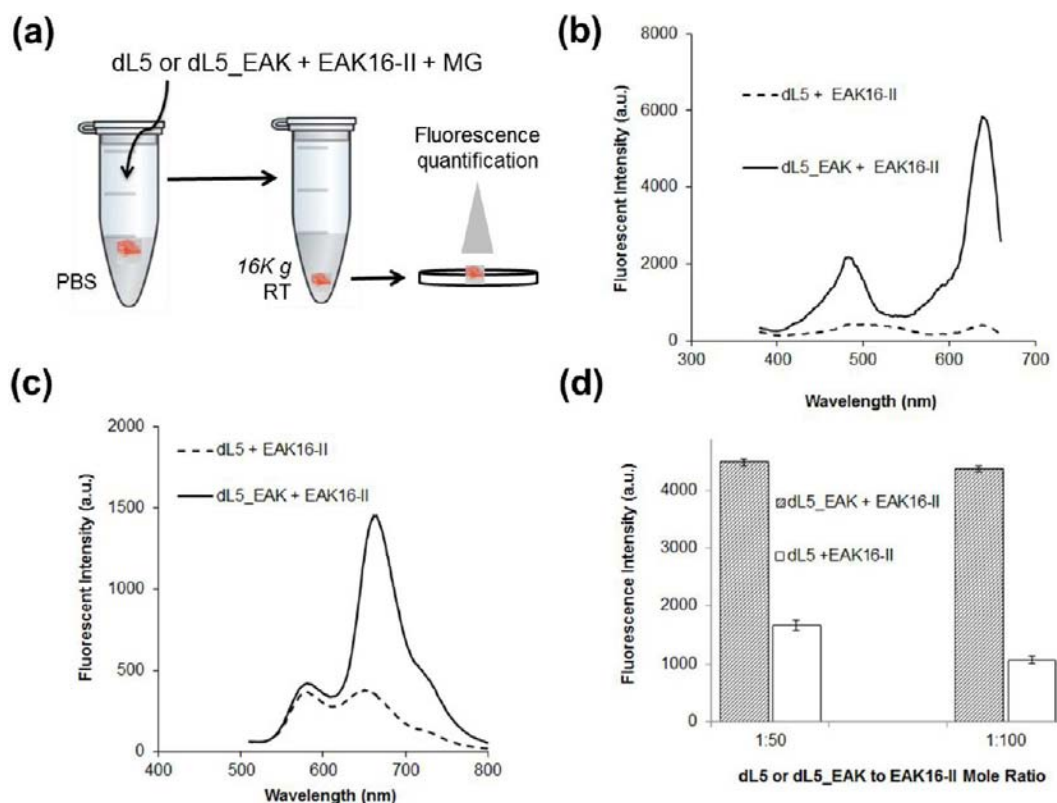 (a)
dL5 or dL5_EAK + EAK16-II + MG
PBS
16K g
RT
Fluorescence
quantification
(b)
Fluorescent Intensity (a.u.)
8000
6000
4000
2000
0
300
400
500
600
700
Wavelength (nm)
dL5 + EAK16-II
dL5_EAK + EAK16-II
(c)
Fluorescent Intensity (a.u.)
2000
1500
1000
500
0
400
500
600
700
800
Wavelength (nm)
dL5 + EAK16-II
dL5_EAK + EAK16-II
(d)
Fluorescence Intensity (a.u.)
4000
3000
2000
1000
0
dL5_EAK + EAK16-II
dL5 +EAK16-II
1:50
1:100
dL5 or dL5_EAK to EAK16-II Mole Ratio